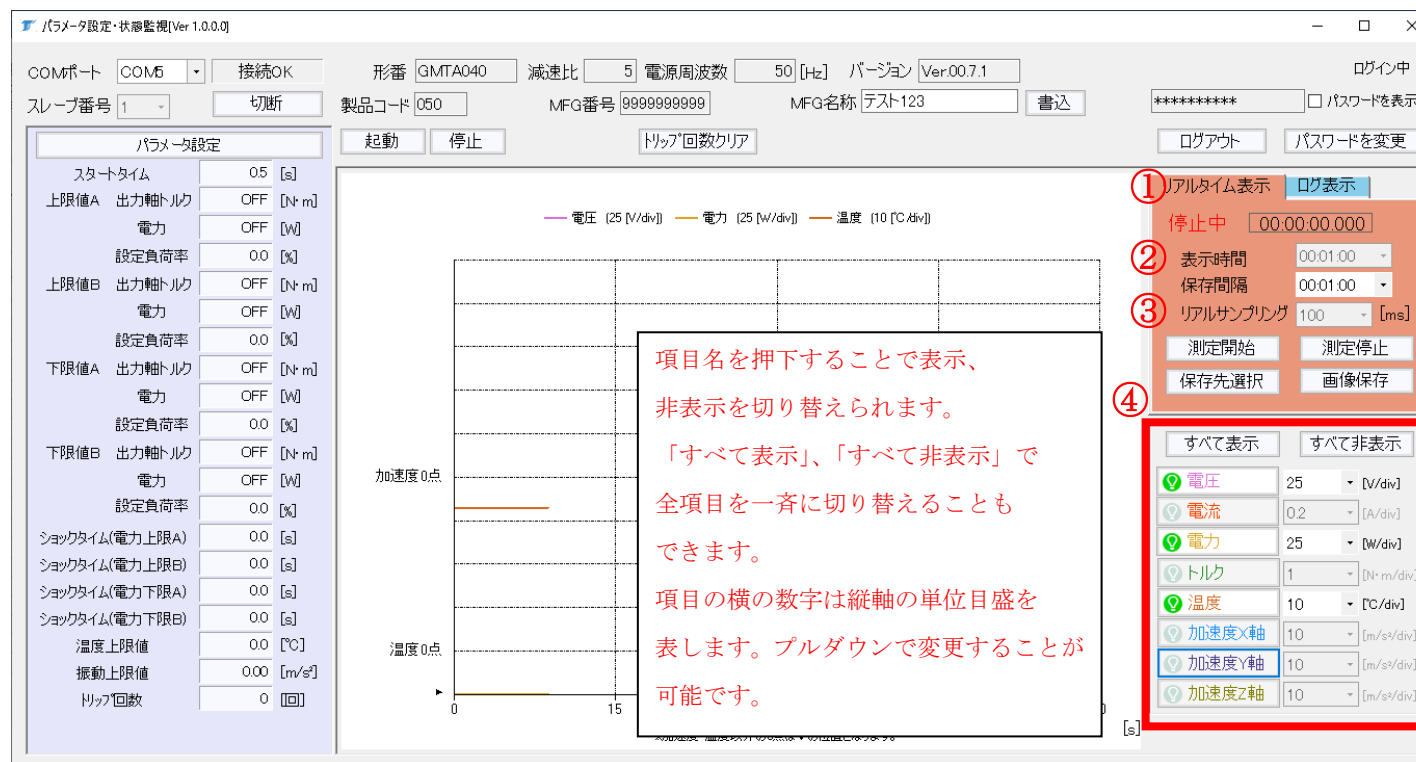 パラメータ設定・状態監視[Ver 1.0.0.0]
COMポート COM5 接続OK 形番 GMTA040 減速比 5 電源周波数 50 [Hz] バージョン Ver.00.7.1 ログイン中
スレーブ番号 1 切断 製品コード 050 MFG番号 9999999999 MFG名称 テスト123 書込 ********** パスワードを表示
起動 停止 トリップ回数クリア ログアウト パスワードを変更
パラメータ設定
スタートタイム 0.5 [s]
上限値A 出力軸トルク OFF [N・m]
電力 OFF [W]
設定負荷率 0.0 [%]
上限値B 出力軸トルク OFF [N・m]
電力 OFF [W]
設定負荷率 0.0 [%]
下限値A 出力軸トルク OFF [N・m]
電力 OFF [W]
設定負荷率 0.0 [%]
下限値B 出力軸トルク OFF [N・m]
電力 OFF [W]
設定負荷率 0.0 [%]
ショックタイム(電力上限A) 0.0 [s]
ショックタイム(電力上限B) 0.0 [s]
ショックタイム(電力下限A) 0.0 [s]
ショックタイム(電力下限B) 0.0 [s]
温度上限値 0.0 [℃]
振動上限値 0.00 [m/s²]
トリップ回数 0 [回]
電圧 (25 [V/div]) 電力 (25 [W/div]) 温度 (10 [℃/div])
加速度0点
温度0点
0 15
[s]
項目名を押下することで表示、
非表示を切り替えられます。
「すべて表示」、「すべて非表示」で
全項目を一斉に切り替えることも
できます。
項目の横の数字は縦軸の単位目盛を
表します。プルダウンで変更することが
可能です。
① リアルタイム表示 ログ表示
停止中 00:00:00.000
② 表示時間 00:01:00
保存間隔 00:01:00
③ リアルサンプリング 100 [ms]
測定開始 測定停止
保存先選択 画像保存
④
すべて表示 すべて非表示
電圧 25 [V/div]
電流 0.2 [A/div]
電力 25 [W/div]
トルク 1 [N・m/div]
温度 10 [℃/div]
加速度X軸 10 [m/s²/div]
加速度Y軸 10 [m/s²/div]
加速度Z軸 10 [m/s²/div]